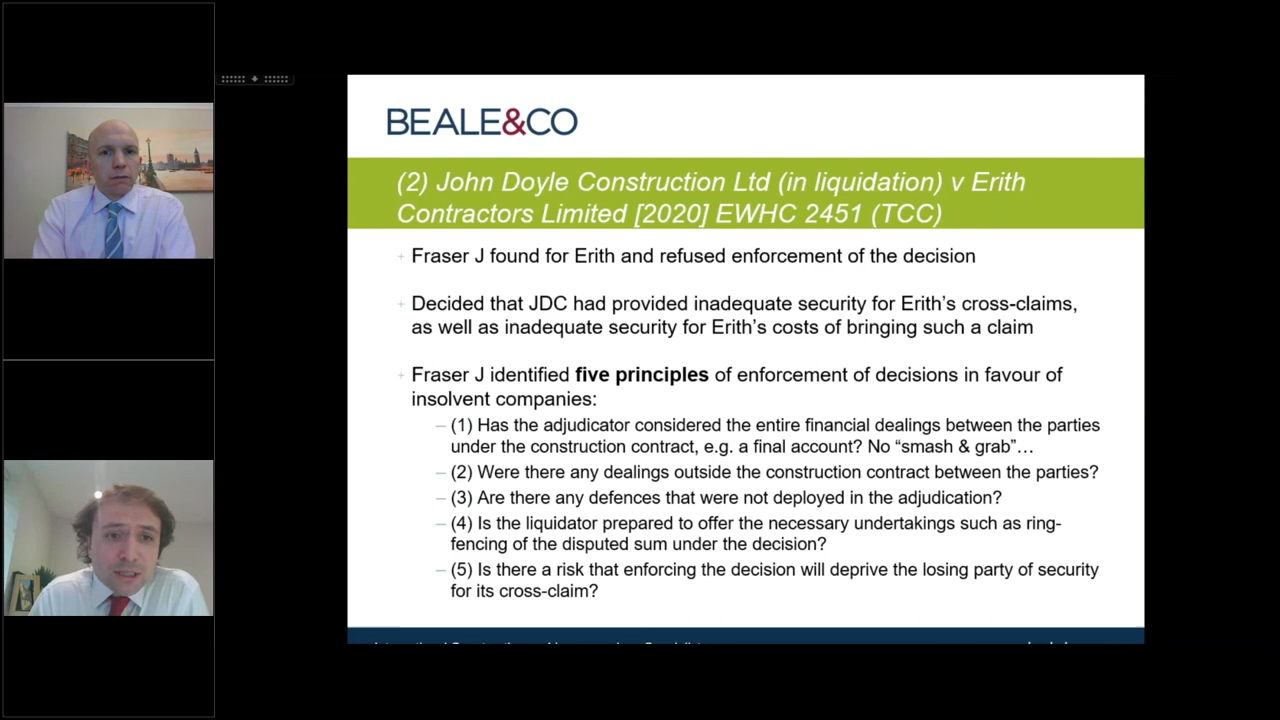 BEALE&CO
(2) John Doyle Construction Ltd (in liquidation) v Erith
Contractors Limited [2020] EWHC 2451 (TCC)
Fraser J found for Erith and refused enforcement of the decision
Decided that JDC had provided inadequate security for Erith’s cross-claims,
as well as inadequate security for Erith’s costs of bringing such a claim
Fraser J identified five principles of enforcement of decisions in favour of
insolvent companies:
– (1) Has the adjudicator considered the entire financial dealings between the parties
under the construction contract, e.g. a final account? No “smash & grab”…
– (2) Were there any dealings outside the construction contract between the parties?
– (3) Are there any defences that were not deployed in the adjudication?
– (4) Is the liquidator prepared to offer the necessary undertakings such as ring-
fencing of the disputed sum under the decision?
– (5) Is there a risk that enforcing the decision will deprive the losing party of security
for its cross-claim?